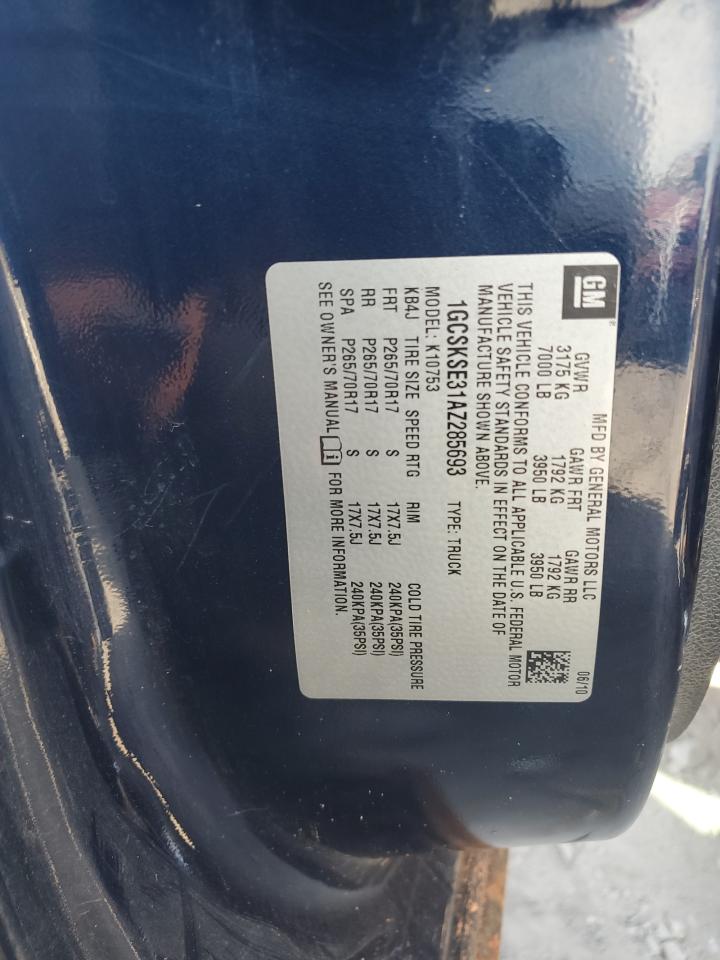 GM
MFD BY GENERAL MOTORS LLC 06/10
GVWR GAWR FRT GAWR RR
3175 KG 1792 KG 1792 KG
7000 LB 3950 LB 3950 LB
THIS VEHICLE CONFORMS TO ALL APPLICABLE U.S. FEDERAL MOTOR
VEHICLE SAFETY STANDARDS IN EFFECT ON THE DATE OF
MANUFACTURE SHOWN ABOVE.
1GCSKSE31AZ285693 TYPE: TRUCK
MODEL: K10753
KB4J TIRE SIZE SPEED RTG RIM COLD TIRE PRESSURE
FRT P265/70R17 S 17X7.5J 240KPA(35PSI)
RR P265/70R17 S 17X7.5J 240KPA(35PSI)
SPA P265/70R17 S 17X7.5J 240KPA(35PSI)
SEE OWNER'S MANUAL i FOR MORE INFORMATION.